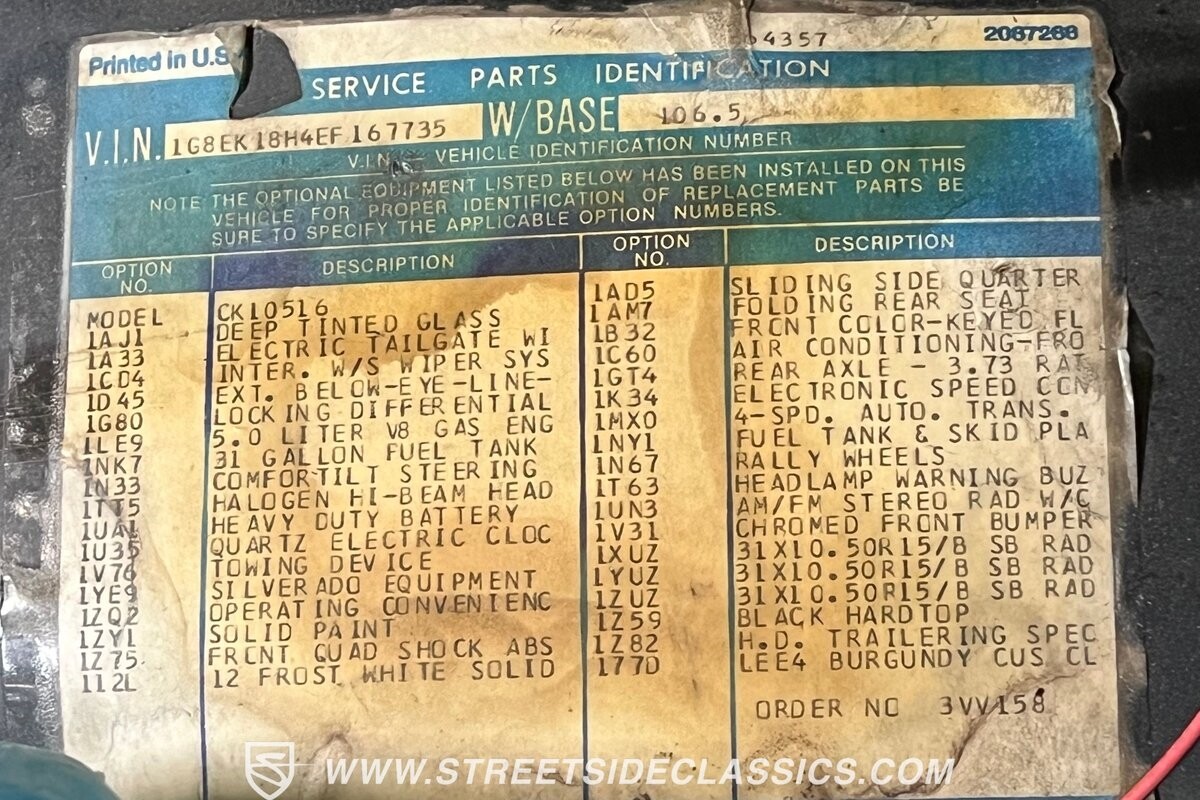 Printed in U.S
4357
2067266
SERVICE PARTS IDENTIFICATION
V.I.N. 1G8EK18H4EF167735 W/BASE 106.5
V.I.N. - VEHICLE IDENTIFICATION NUMBER
NOTE THE OPTIONAL EQUIPMENT LISTED BELOW HAS BEEN INSTALLED ON THIS
VEHICLE FOR PROPER IDENTIFICATION OF REPLACEMENT PARTS BE
SURE TO SPECIFY THE APPLICABLE OPTION NUMBERS.
OPTION NO. DESCRIPTION
MODEL CK10516
1AJ1 DEEP TINTED GLASS
1A33 ELECTRIC TAILGATE WI
1CD4 INTER. W/S WIPER SYS
1D45 EXT. BELOW-EYE-LINE-
1G80 LOCKING DIFFERENTIAL
1LE9 5.0 LITER V8 GAS ENG
1NK7 31 GALLON FUEL TANK
1N33 COMFORTILT STEERING
1TT5 HALOGEN HI-BEAM HEAD
1UA1 HEAVY DUTY BATTERY
1U35 QUARTZ ELECTRIC CLOC
1V76 TOWING DEVICE
1YE9 SILVERADO EQUIPMENT
1ZQ2 OPERATING CONVENIENC
1ZY1 SOLID PAINT
1Z75 FRONT QUAD SHOCK ABS
112L 12 FROST WHITE SOLID
OPTION NO. DESCRIPTION
1AD5 SLIDING SIDE QUARTER
1AM7 FOLDING REAR SEAT
1B32 FRONT COLOR-KEYED FL
1C60 AIR CONDITIONING-FRO
1GT4 REAR AXLE - 3.73 RAT
1K34 ELECTRONIC SPEED CON
1MX0 4-SPD. AUTO. TRANS.
1NY1 FUEL TANK & SKID PLA
1N67 RALLY WHEELS
1T63 HEADLAMP WARNING BUZ
1UN3 AM/FM STEREO RAD W/C
1V31 CHROMED FRONT BUMPER
1XUZ 31X10.50R15/B SB RAD
1YUZ 31X10.50R15/B SB RAD
1ZUZ 31X10.50R15/B SB RAD
1Z59 BLACK HARDTOP
1Z82 H.D. TRAILERING SPEC
177D LEE4 BURGUNDY CUS CL
ORDER NO 3VV158
WWW.STREETSIDECLASSICS.COM